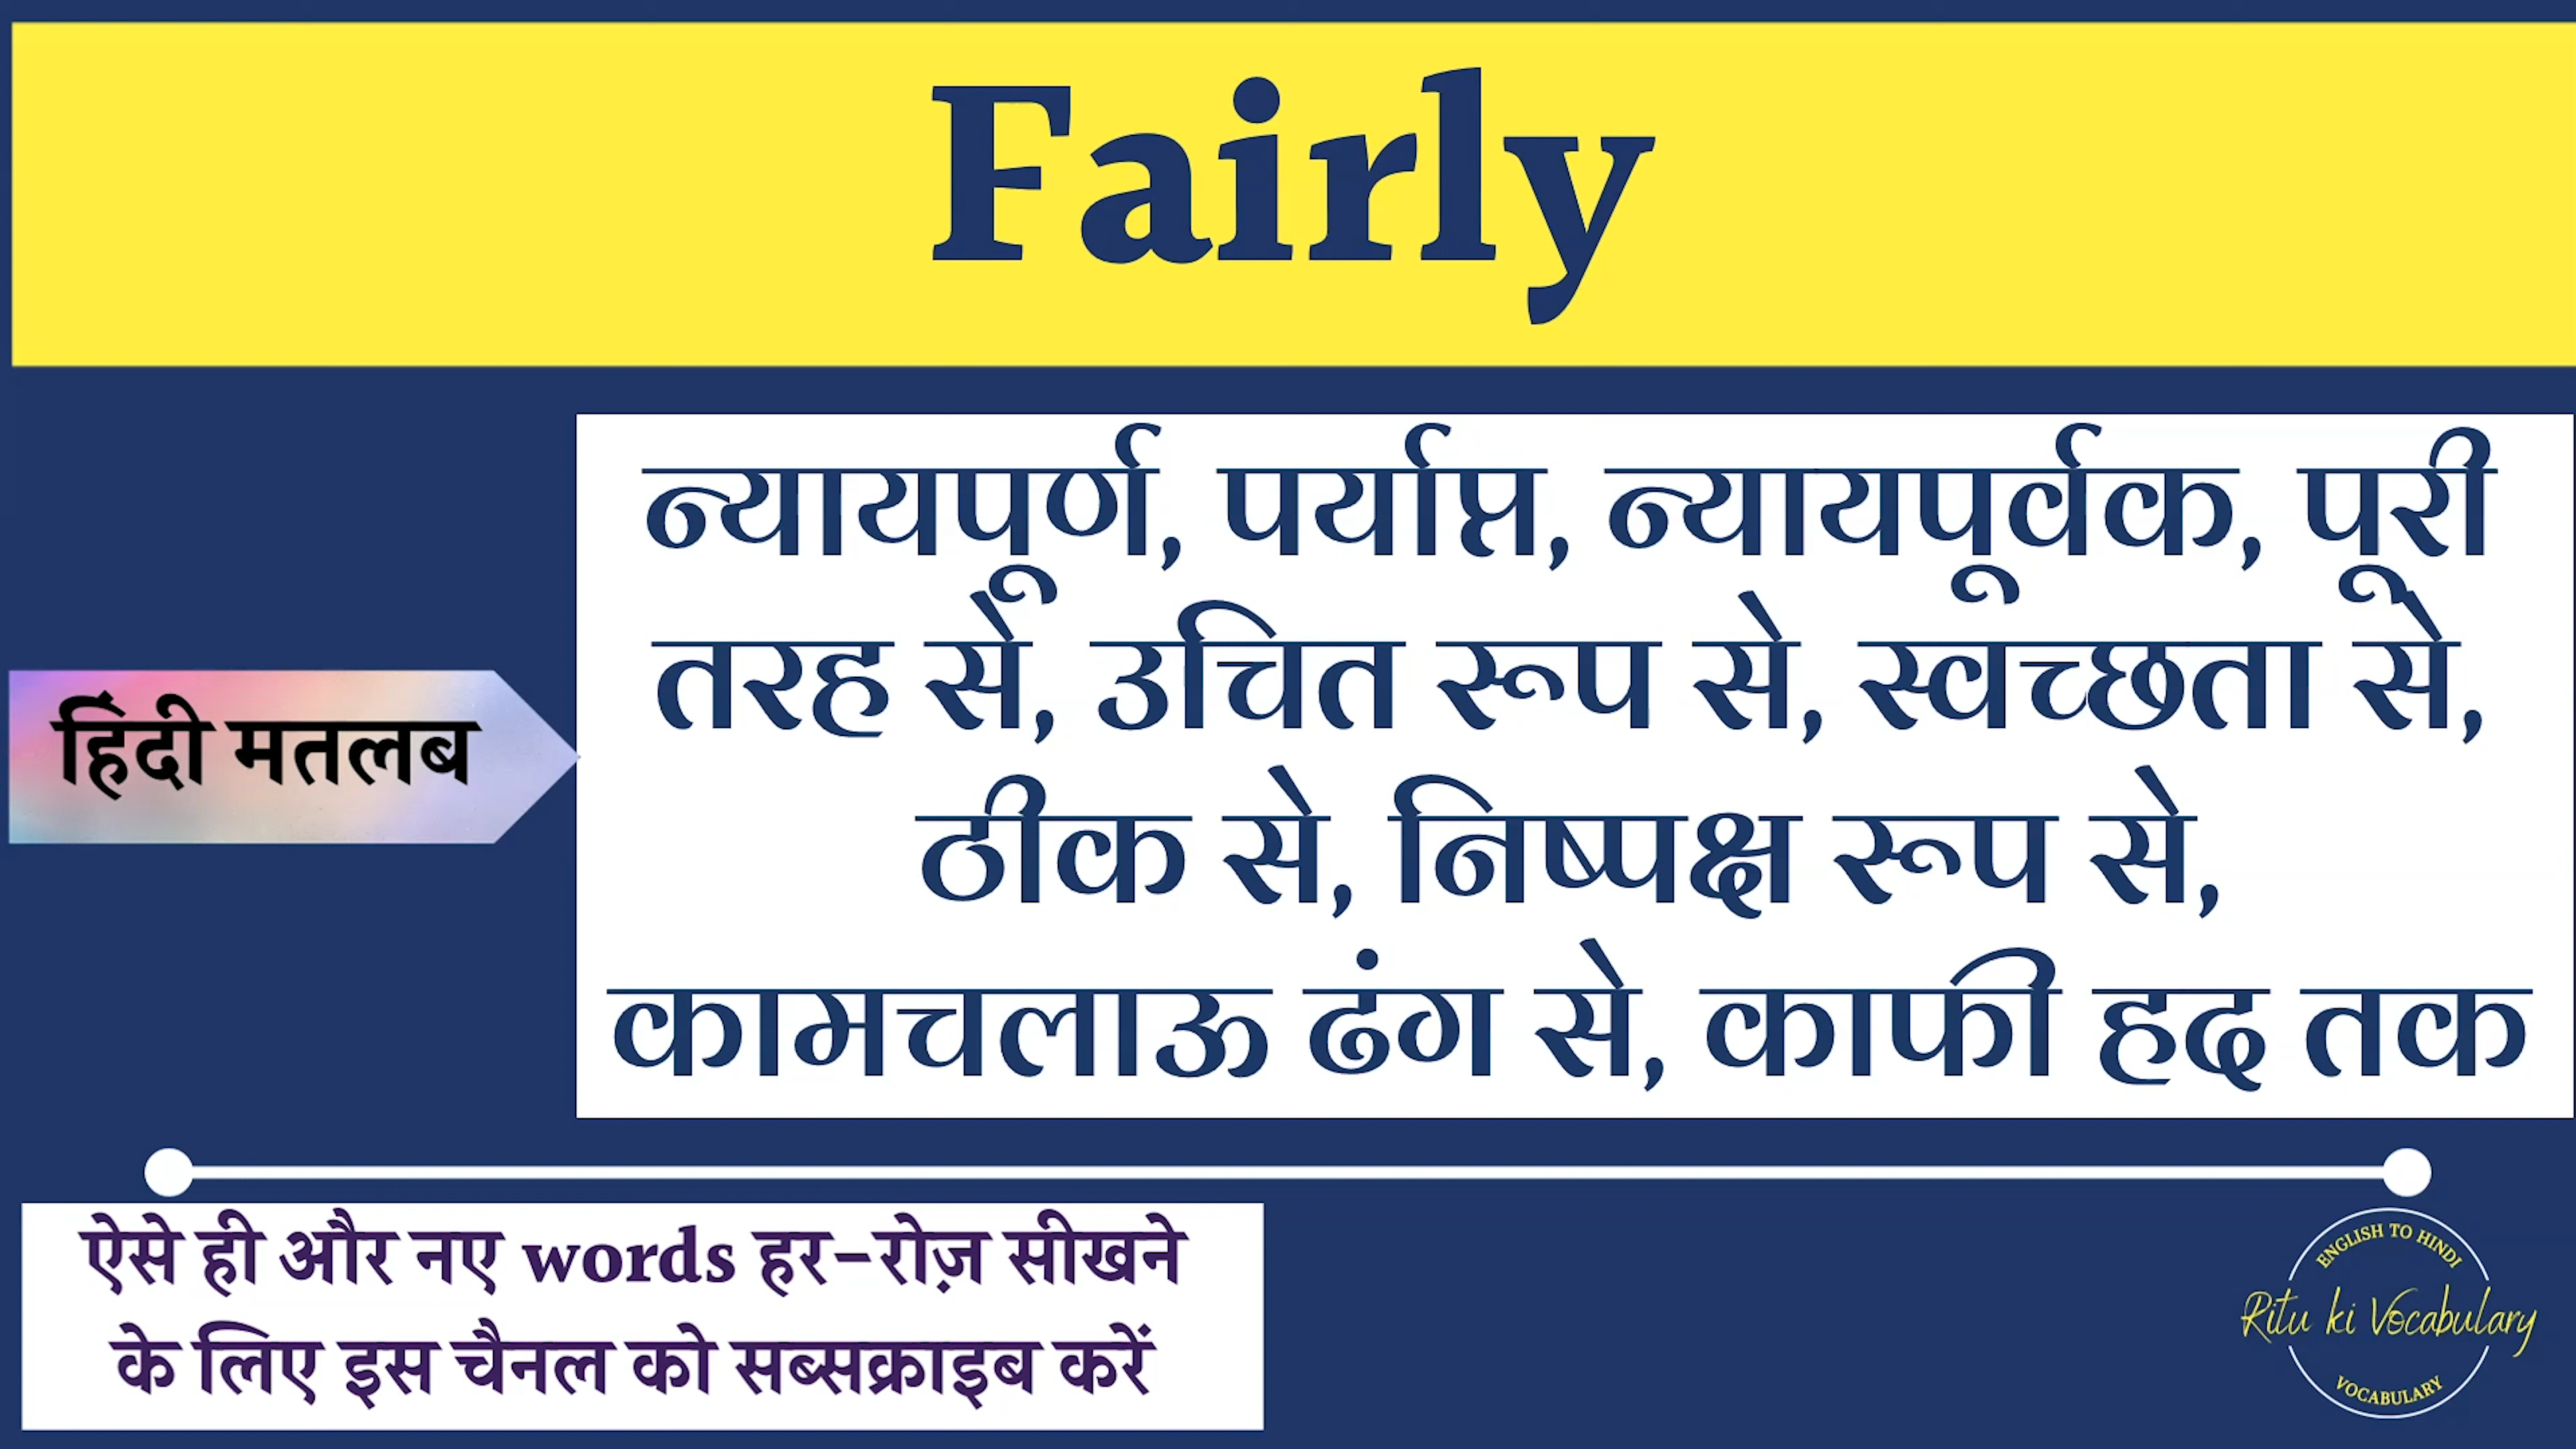 Fairly
न्यायपूर्ण, पर्याप्त, न्यायपूर्वक, पूरी
तरह से, उचित रूप से, स्वच्छता से,
हिंदी मतलब
ठीक से, निष्पक्ष रूप से,
कामचलाऊ ढंग से, काफी हद तक
ऐसे ही और नए words हर-रोज़ सीखने
के लिए इस चैनल को सब्सक्राइब करें
ENGLISH TO HINDI
Ritu ki Vocabulary
VOCABULARY